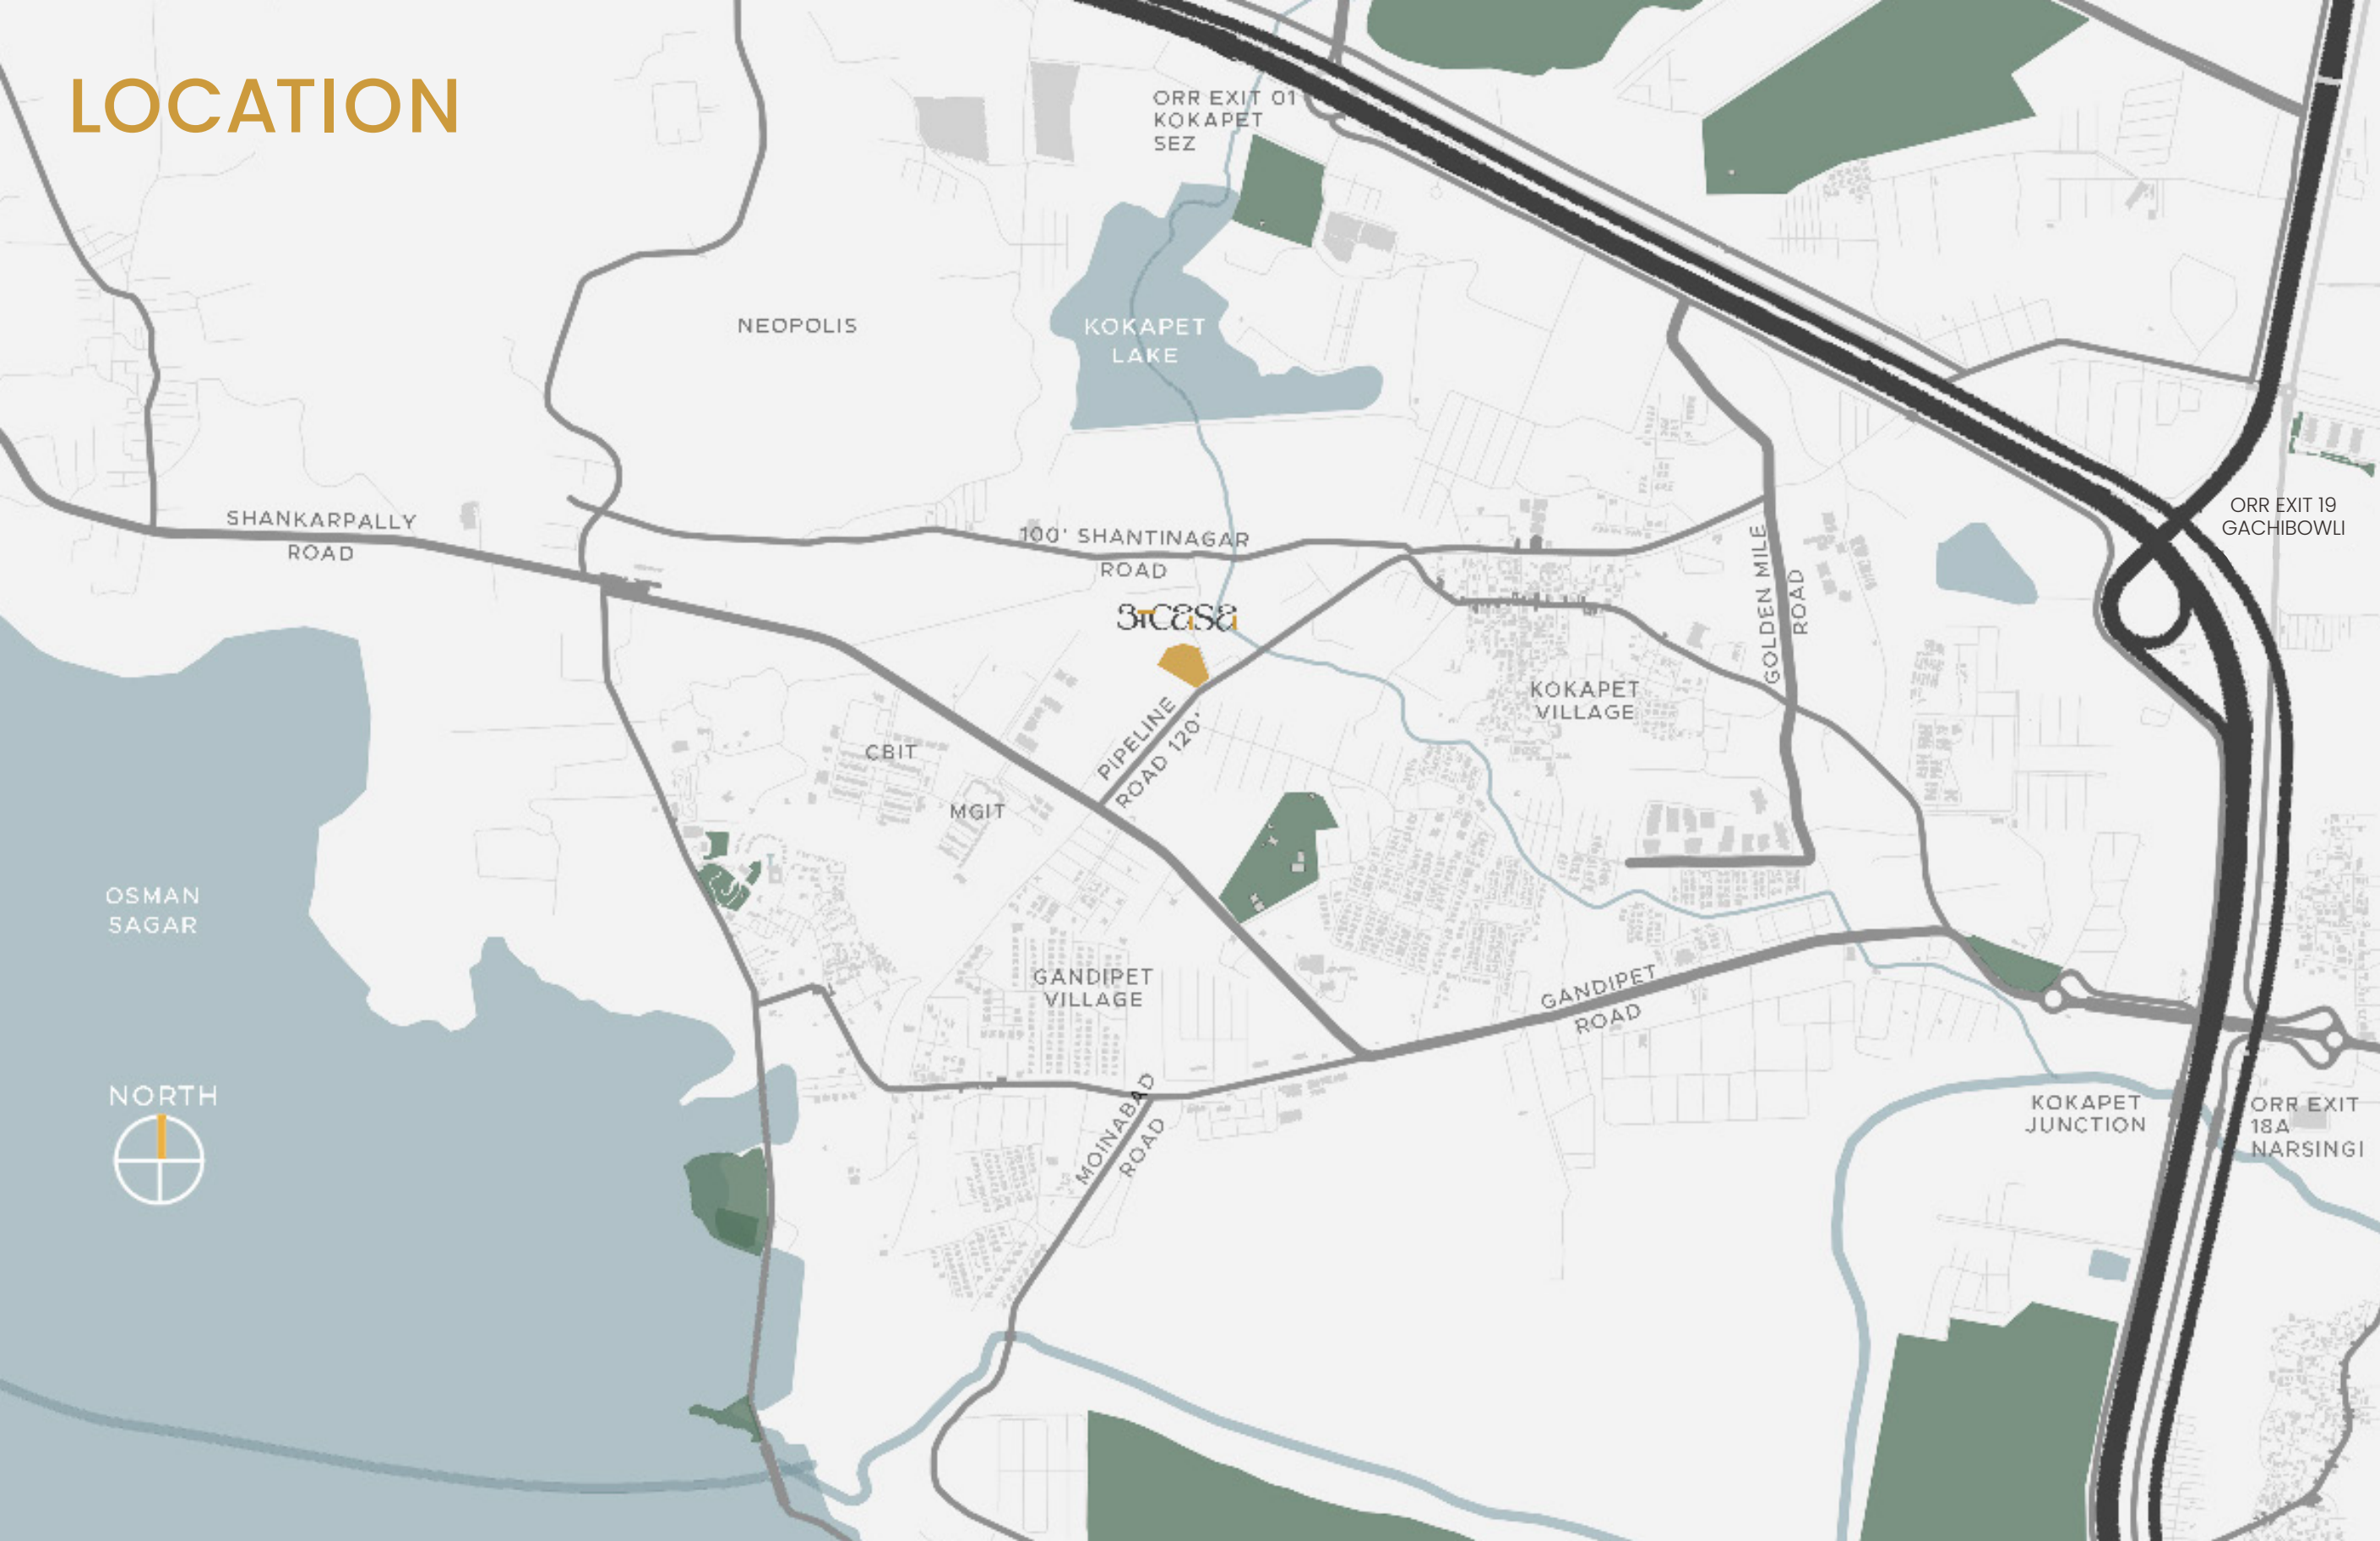 LOCATION
ORR EXIT 01
KOKAPET
SEZ
NEOPOLIS
KOKAPET
LAKE
SHANKARPALLY
ROAD
100' SHANTINAGAR
ROAD
ORR EXIT 19
GACHIBOWLI
GOLDEN MILE
ROAD
KOKAPET
VILLAGE
PIPELINE
ROAD 120'
CBIT
MGIT
OSMAN
SAGAR
GANDIPET
VILLAGE
GANDIPET
ROAD
NORTH
MOINABAD
ROAD
KOKAPET
JUNCTION
ORR EXIT
18A
NARSINGI